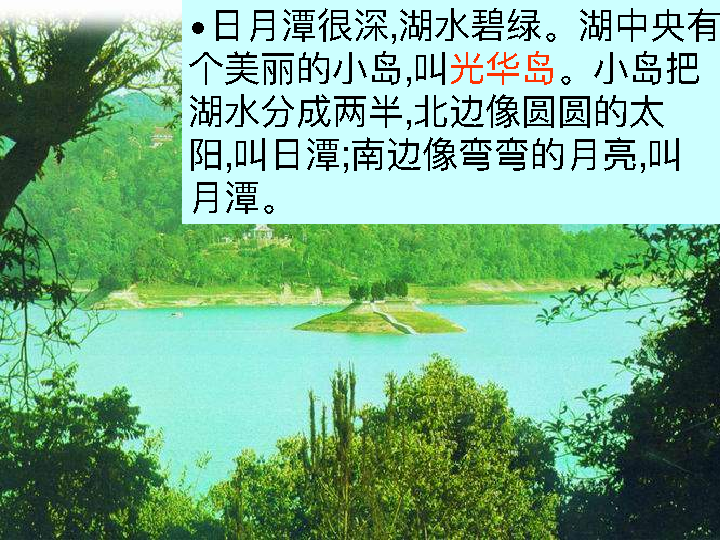 •日月潭很深,湖水碧绿。湖中央有
个美丽的小岛,叫光华岛。小岛把
湖水分成两半,北边像圆圆的太
阳,叫日潭;南边像弯弯的月亮,叫
月潭。